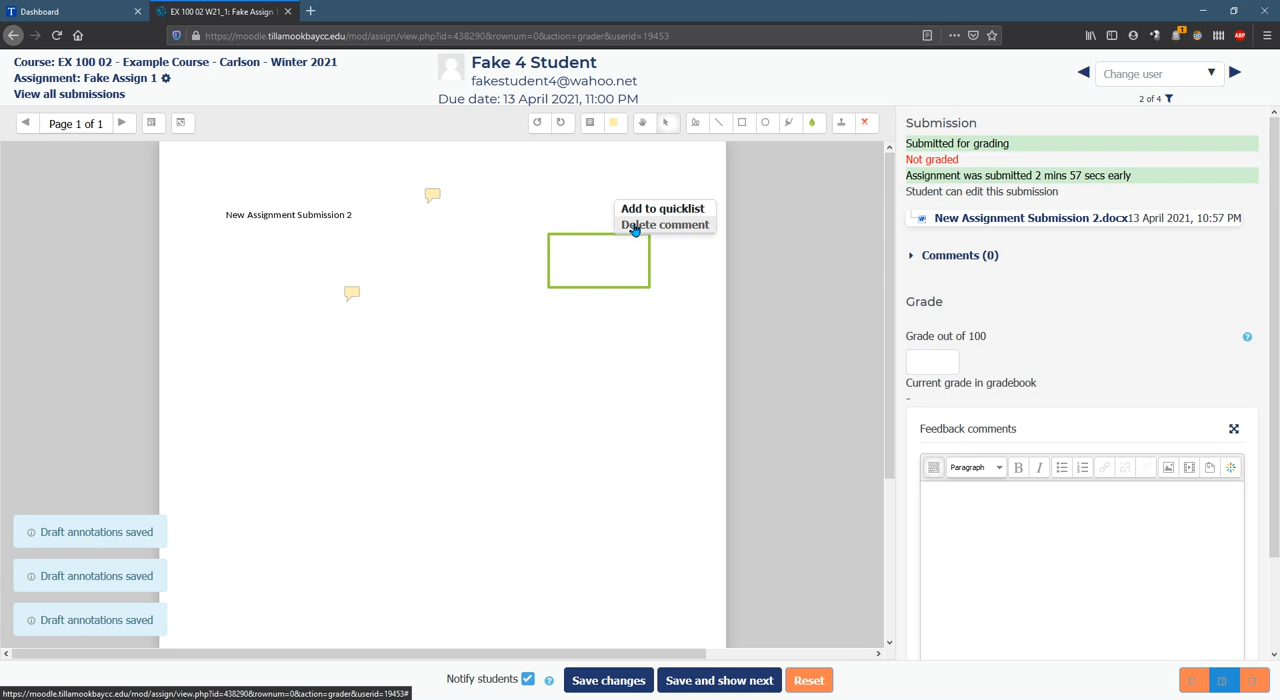 Dashboard
EX 100 02 W21_1: Fake Assign
https://moodle.tillamookbaycc.edu/mod/assign/view.php?id=438290&rownum=0&action=grader&userid=19453
Course: EX 100 02 - Example Course - Carlson - Winter 2021
Assignment: Fake Assign 1
View all submissions
Fake 4 Student
fakestudent4@wahoo.net
Due date: 13 April 2021, 11:00 PM
Change user
2 of 4
Page 1 of 1
New Assignment Submission 2
Add to quicklist
Delete comment
Draft annotations saved
Draft annotations saved
Draft annotations saved
Submission
Submitted for grading
Not graded
Assignment was submitted 2 mins 57 secs early
Student can edit this submission
New Assignment Submission 2.docx13 April 2021, 10:57 PM
Comments (0)
Grade
Grade out of 100
Current grade in gradebook
-
Feedback comments
Paragraph
B I
Notify students
Save changes
Save and show next
Reset
https://moodle.tillamookbaycc.edu/mod/assign/view.php?id=438290&rownum=0&action=grader&userid=19453#